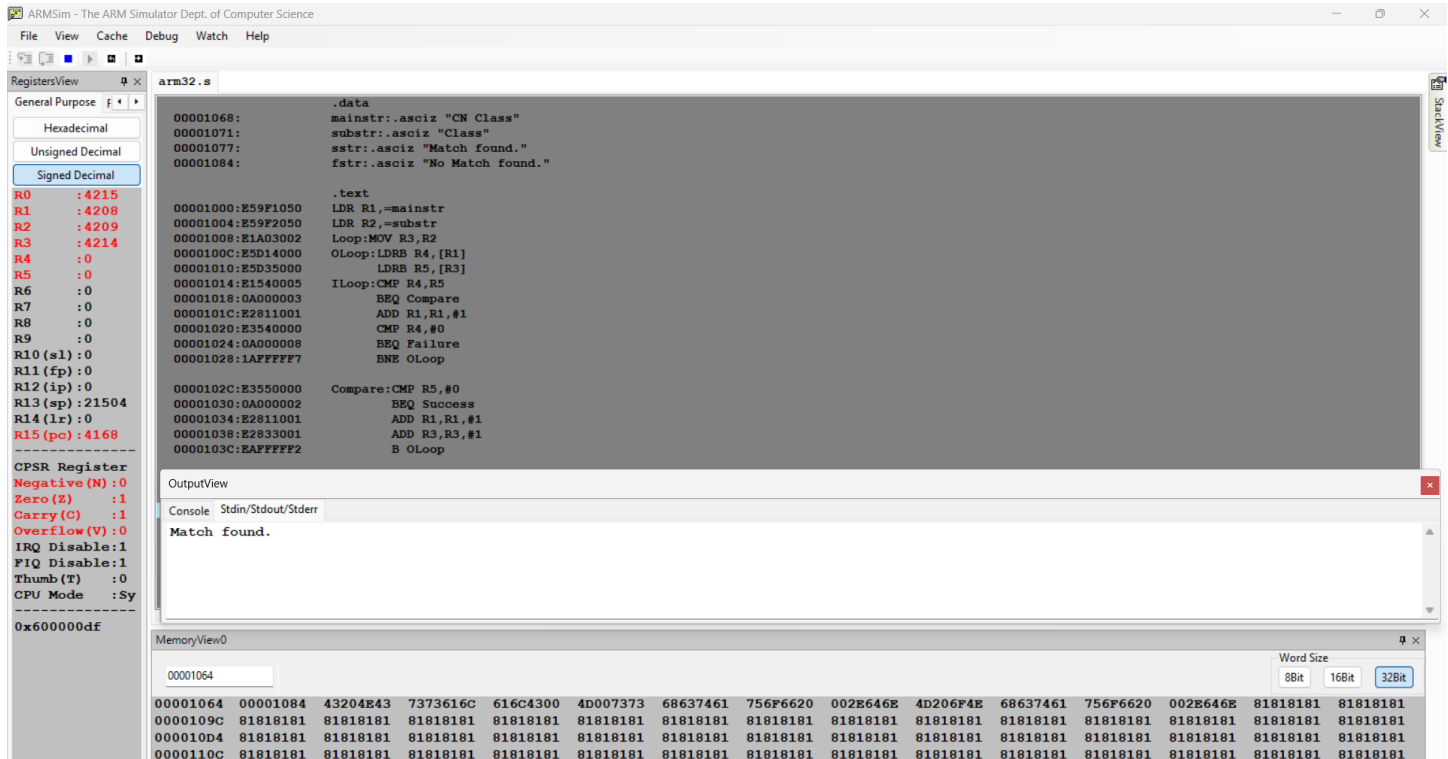 ARMSim - The ARM Simulator Dept. of Computer Science
File View Cache Debug Watch Help
RegistersView
General Purpose
Hexadecimal
Unsigned Decimal
Signed Decimal
R0 :4215
R1 :4208
R2 :4209
R3 :4214
R4 :0
R5 :0
R6 :0
R7 :0
R8 :0
R9 :0
R10(sl):0
R11(fp):0
R12(ip):0
R13(sp):21504
R14(lr):0
R15(pc):4168
--------------
CPSR Register
Negative(N):0
Zero(Z) :1
Carry(C) :1
Overflow(V):0
IRQ Disable:1
FIQ Disable:1
Thumb(T) :0
CPU Mode :Sy
--------------
0x600000df
arm32.s
.data
00001068: mainstr:.asciz "CN Class"
00001071: substr:.asciz "Class"
00001077: sstr:.asciz "Match found."
00001084: fstr:.asciz "No Match found."
.text
00001000:E59F1050 LDR R1,=mainstr
00001004:E59F2050 LDR R2,=substr
00001008:E1A03002 Loop:MOV R3,R2
0000100C:E5D14000 OLoop:LDRB R4,[R1]
00001010:E5D35000 LDRB R5,[R3]
00001014:E1540005 ILoop:CMP R4,R5
00001018:0A000003 BEQ Compare
0000101C:E2811001 ADD R1,R1,#1
00001020:E3540000 CMP R4,#0
00001024:0A000008 BEQ Failure
00001028:1AFFFFF7 BNE OLoop
0000102C:E3550000 Compare:CMP R5,#0
00001030:0A000002 BEQ Success
00001034:E2811001 ADD R1,R1,#1
00001038:E2833001 ADD R3,R3,#1
0000103C:EAFFFFF2 B OLoop
StackView
OutputView
Console Stdin/Stdout/Stderr
Match found.
MemoryView0
00001064
Word Size
8Bit 16Bit 32Bit
00001064 00001084 43204E43 7373616C 616C4300 4D007373 68637461 756F6620 002E646E 4D206F4E 68637461 756F6620 002E646E 81818181 81818181
0000109C 81818181 81818181 81818181 81818181 81818181 81818181 81818181 81818181 81818181 81818181 81818181 81818181 81818181 81818181
000010D4 81818181 81818181 81818181 81818181 81818181 81818181 81818181 81818181 81818181 81818181 81818181 81818181 81818181 81818181
0000110C 81818181 81818181 81818181 81818181 81818181 81818181 81818181 81818181 81818181 81818181 81818181 81818181 81818181 81818181